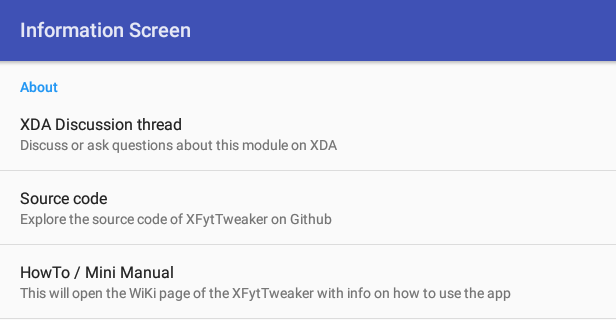 Information Screen
About
XDA Discussion thread
Discuss or ask questions about this module on XDA
Source code
Explore the source code of XFytTweaker on Github
HowTo / Mini Manual
This will open the WiKi page of the XFytTweaker with info on how to use the app